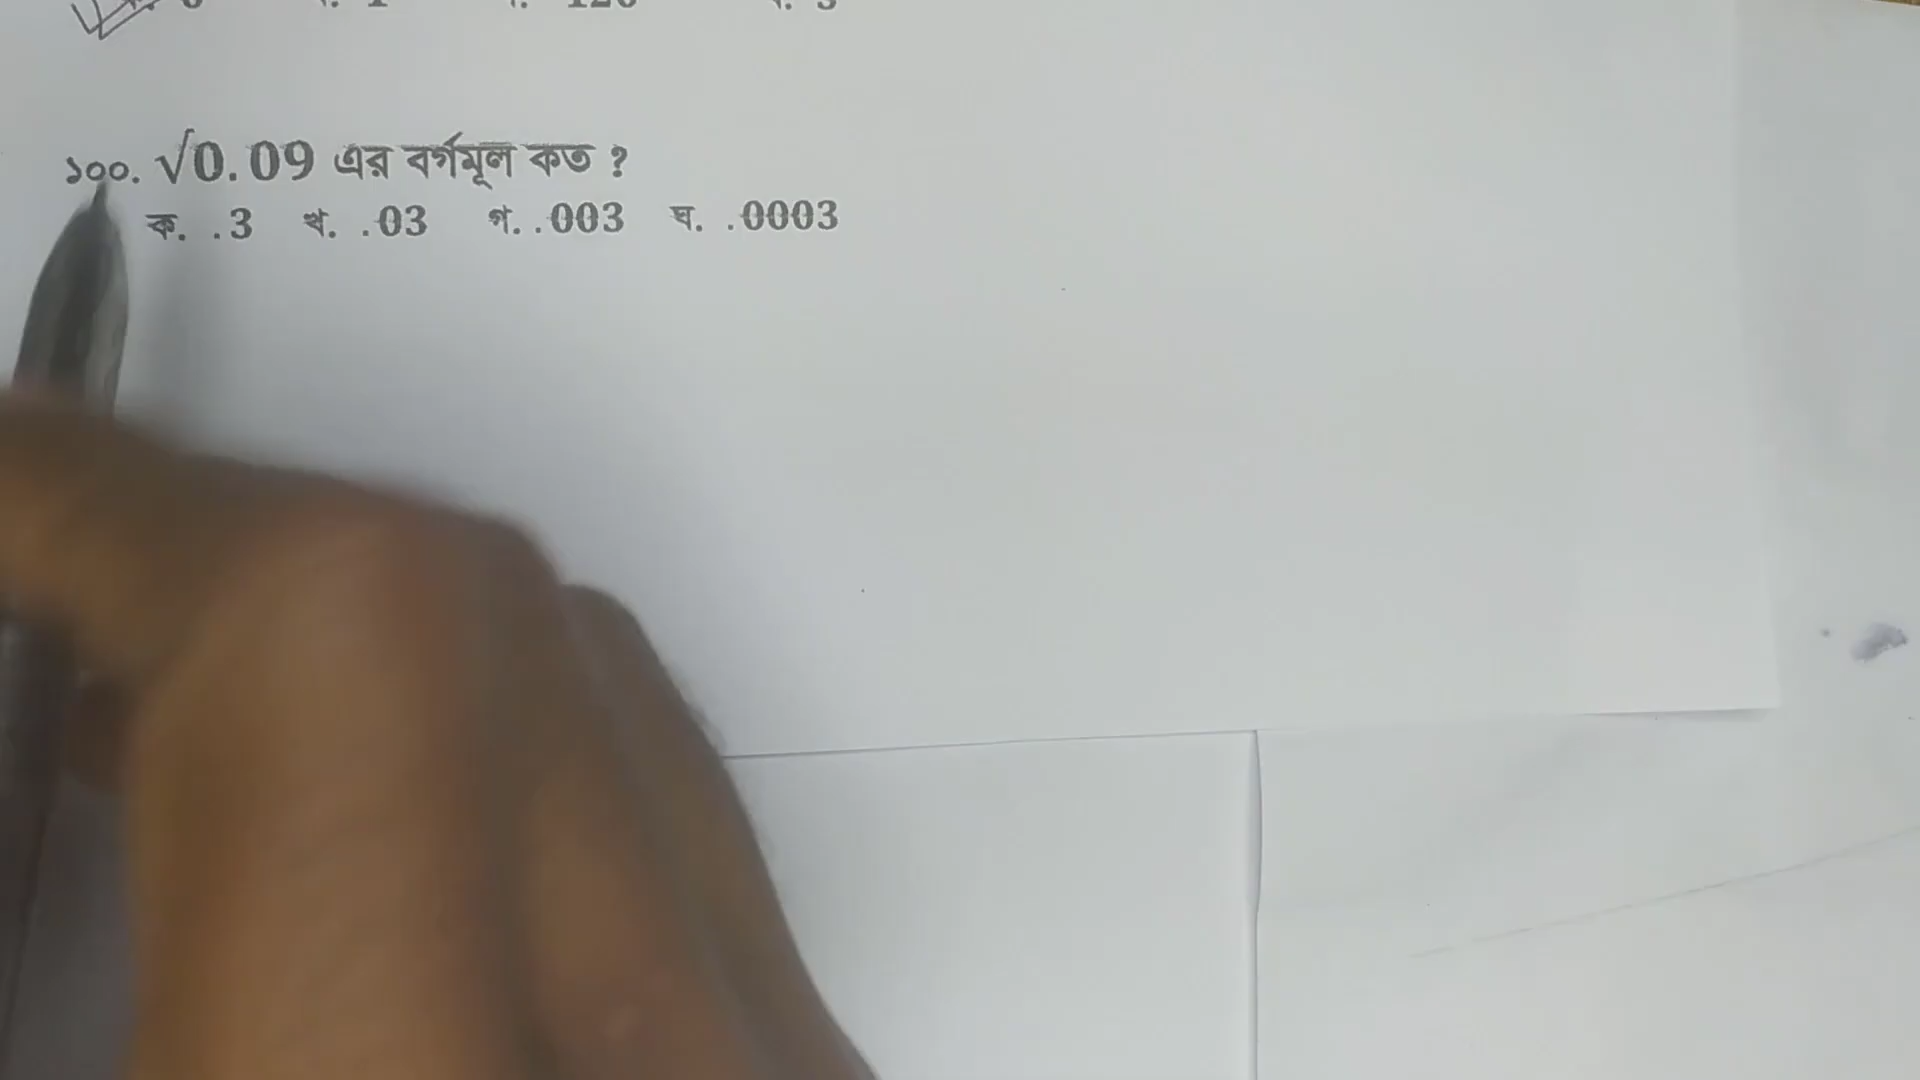 ১০০. √0.09 এর বর্গমূল কত ?
ক. .3 খ. .03 গ. .003 ঘ. .0003